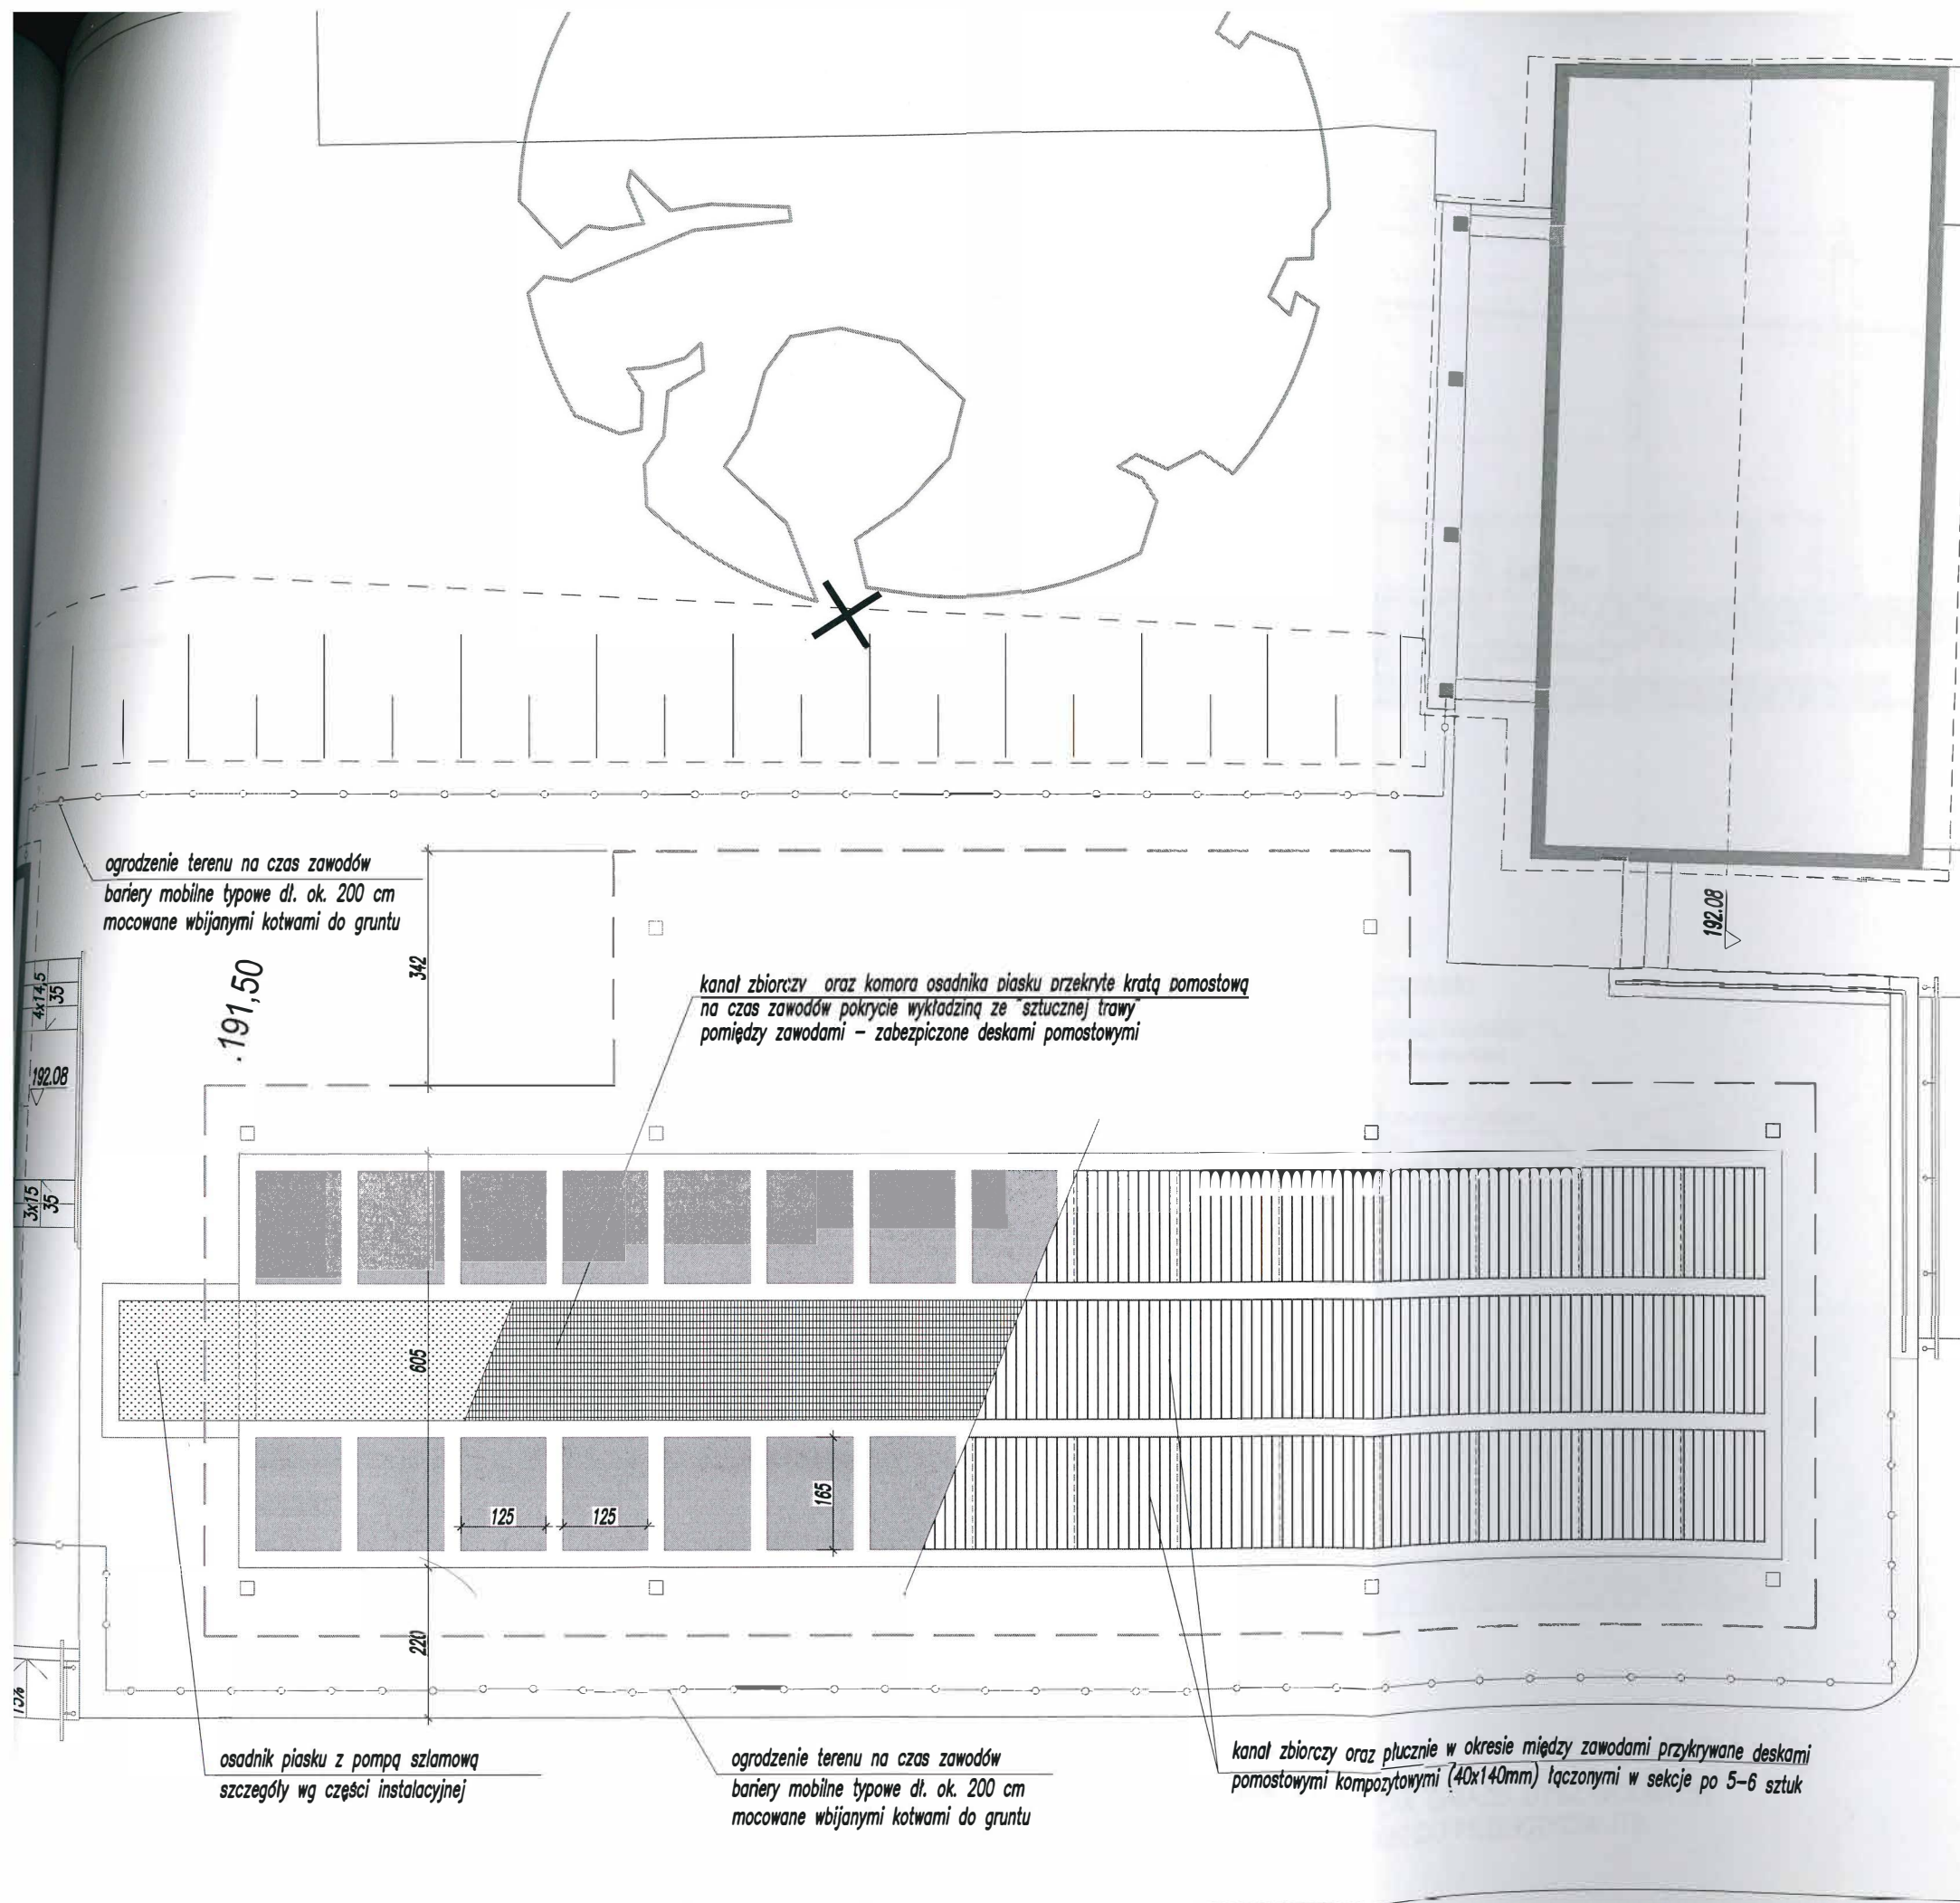 ogrodzenie terenu na czas zawodów
bariery mobilne typowe dł. ok. 200 cm
mocowane wbijanymi kotwami do gruntu
342
.191,50
4x14,5
35
192.08
3x15
35
192.08
kanał zbiorczy oraz komora osadnika piasku przekryte kratą pomostową
na czas zawodów pokrycie wykładziną ze "sztucznej trawy"
pomiędzy zawodami – zabezpiczone deskami pomostowymi
605
125
125
165
220
osadnik piasku z pompą szlamową
szczegóły wg części instalacyjnej
ogrodzenie terenu na czas zawodów
bariery mobilne typowe dł. ok. 200 cm
mocowane wbijanymi kotwami do gruntu
kanał zbiorczy oraz płucznie w okresie między zawodami przykrywane deskami
pomostowymi kompozytowymi (40x140mm) łączonymi w sekcje po 5–6 sztuk